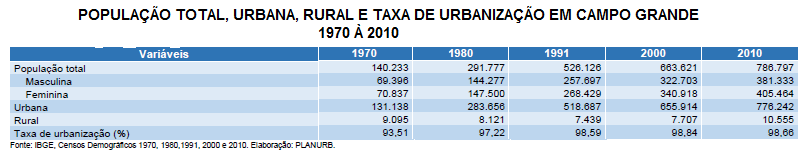 POPULAÇÃO TOTAL, URBANA, RURAL E TAXA DE URBANIZAÇÃO EM CAMPO GRANDE
1970 À 2010
Variáveis 1970 1980 1991 2000 2010
População total 140.233 291.777 526.126 663.621 786.797
Masculina 69.396 144.277 257.697 322.703 381.333
Feminina 70.837 147.500 268.429 340.918 405.464
Urbana 131.138 283.656 518.687 655.914 776.242
Rural 9.095 8.121 7.439 7.707 10.555
Taxa de urbanização (%) 93,51 97,22 98,59 98,84 98,66
Fonte: IBGE, Censos Demográficos 1970, 1980,1991, 2000 e 2010. Elaboração: PLANURB.